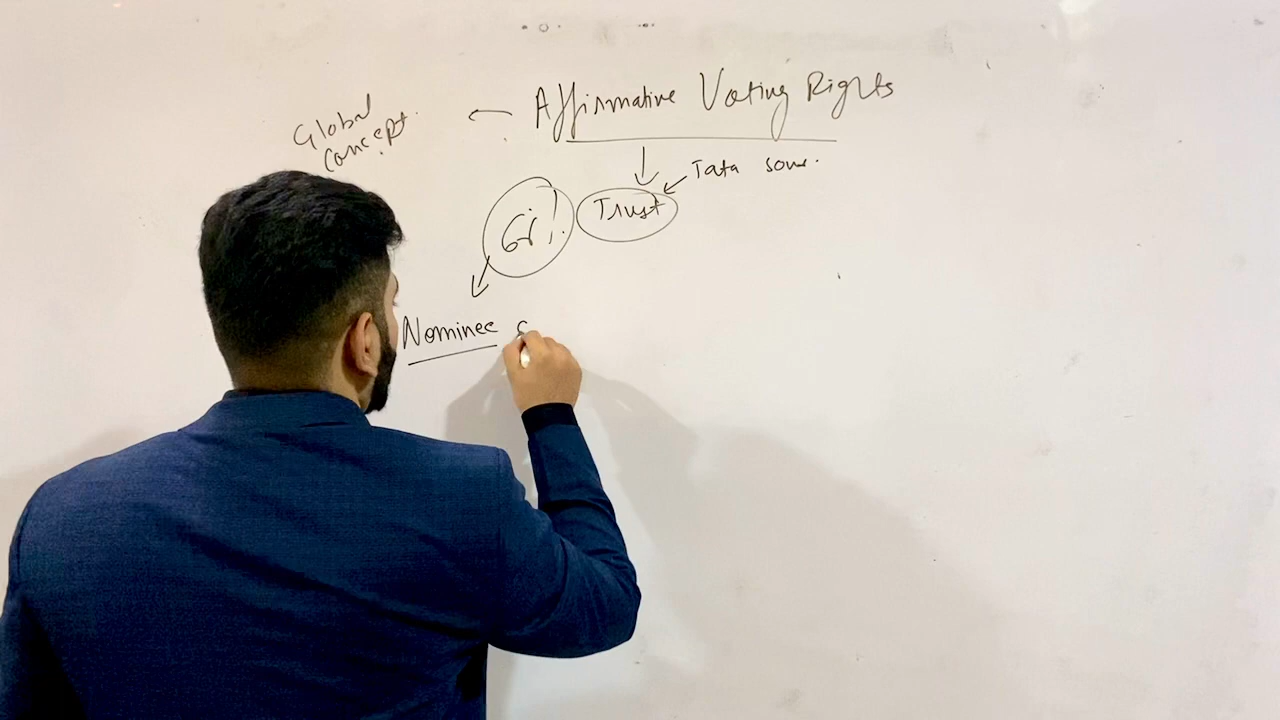 Affirmative Voting Rights
Global
Concept.
Tata sons.
Trust
Nominee